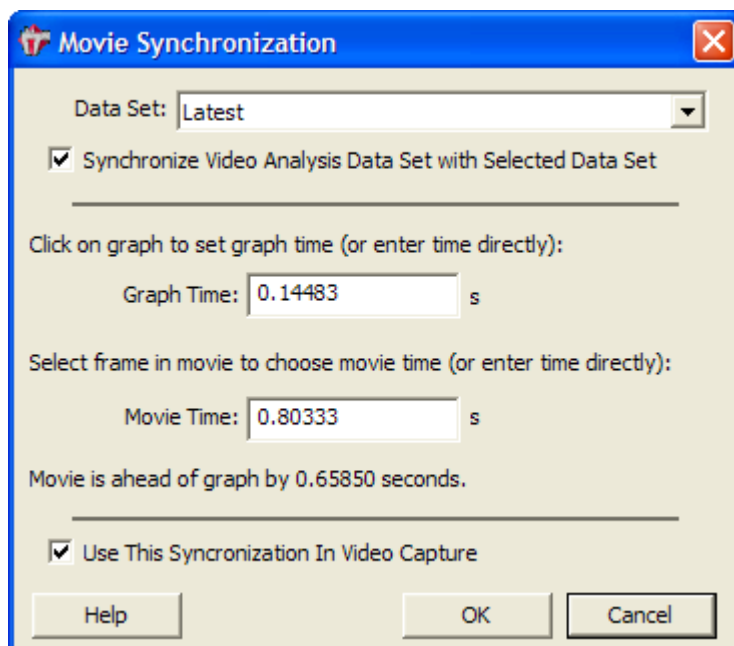 Movie Synchronization
Data Set: Latest
Synchronize Video Analysis Data Set with Selected Data Set
Click on graph to set graph time (or enter time directly):
Graph Time: 0.14483 s
Select frame in movie to choose movie time (or enter time directly):
Movie Time: 0.80333 s
Movie is ahead of graph by 0.65850 seconds.
Use This Syncronization In Video Capture
Help OK Cancel